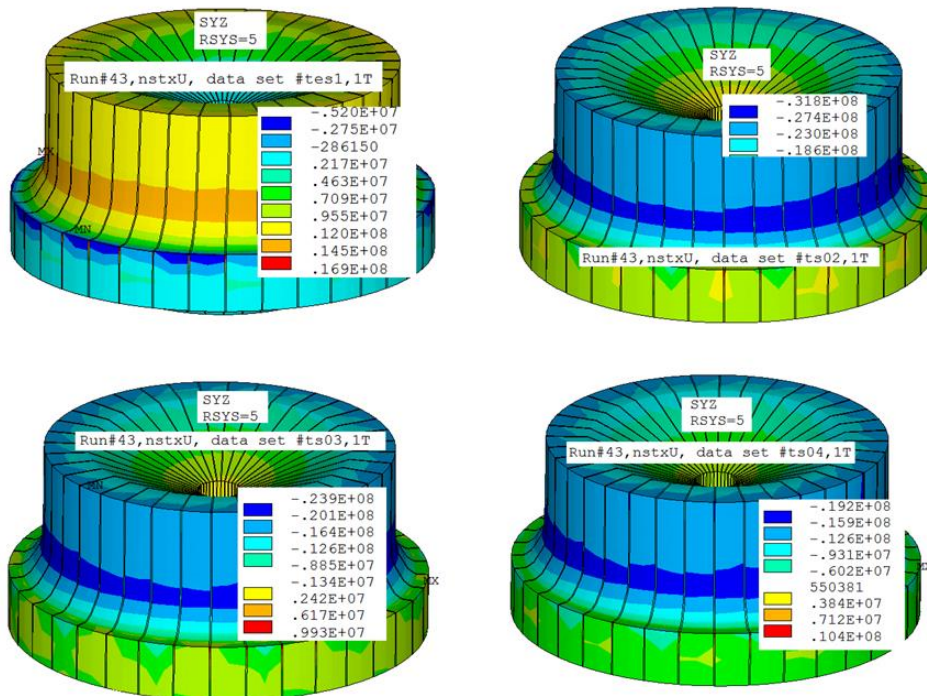 SYZ
RSYS=5
Run#43,nstxU, data set #tes1,1T
-.520E+07
-.275E+07
-286150
.217E+07
.463E+07
.709E+07
.955E+07
.120E+08
.145E+08
.169E+08
MX
MN
SYZ
RSYS=5
-.318E+08
-.274E+08
-.230E+08
-.186E+08
Run#43,nstxU, data set #ts02,1T
SYZ
RSYS=5
Run#43,nstxU, data set #ts03,1T
MN
-.239E+08
-.201E+08
-.164E+08
-.126E+08
-.885E+07
-.134E+07
.242E+07
.617E+07
.993E+07
MX
SYZ
RSYS=5
Run#43,nstxU, data set #ts04,1T
-.192E+08
-.159E+08
-.126E+08
-.931E+07
-.602E+07
550381
.384E+07
.712E+07
.104E+08